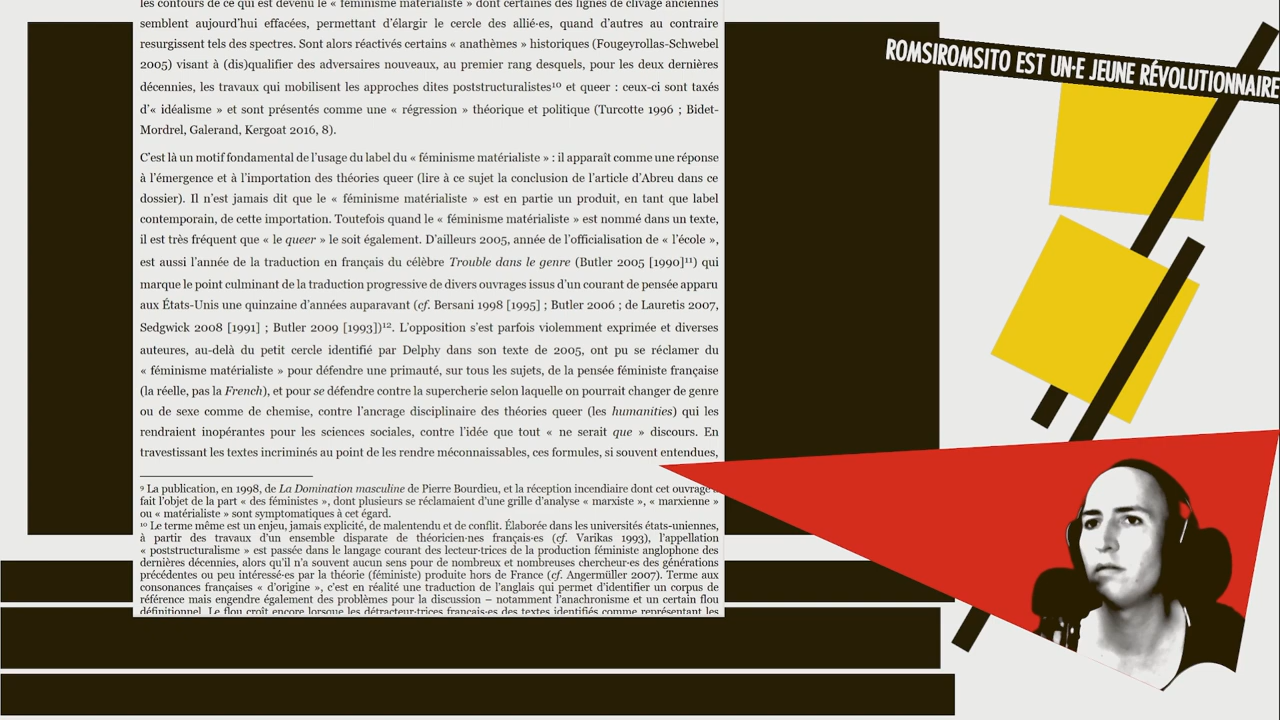 les contours de ce qui est devenu le « féminisme matérialiste » dont certaines des lignes de clivage anciennes
semblent aujourd'hui effacées, permettant d'élargir le cercle des allié·es, quand d'autres au contraire
resurgissent tels des spectres. Sont alors réactivés certains « anathèmes » historiques (Fougeyrollas-Schwebel
2005) visant à (dis)qualifier des adversaires nouveaux, au premier rang desquels, pour les deux dernières
décennies, les travaux qui mobilisent les approches dites poststructuralistes¹⁰ et queer : ceux-ci sont taxés
d'« idéalisme » et sont présentés comme une « régression » théorique et politique (Turcotte 1996 ; Bidet-
Mordrel, Galerand, Kergoat 2016, 8).
C'est là un motif fondamental de l'usage du label du « féminisme matérialiste » : il apparaît comme une réponse
à l'émergence et à l'importation des théories queer (lire à ce sujet la conclusion de l'article d'Abreu dans ce
dossier). Il n'est jamais dit que le « féminisme matérialiste » est en partie un produit, en tant que label
contemporain, de cette importation. Toutefois quand le « féminisme matérialiste » est nommé dans un texte,
il est très fréquent que « le queer » le soit également. D'ailleurs 2005, année de l'officialisation de « l'école »,
est aussi l'année de la traduction en français du célèbre Trouble dans le genre (Butler 2005 [1990]¹¹) qui
marque le point culminant de la traduction progressive de divers ouvrages issus d'un courant de pensée apparu
aux États-Unis une quinzaine d'années auparavant (cf. Bersani 1998 [1995] ; Butler 2006 ; de Lauretis 2007,
Sedgwick 2008 [1991] ; Butler 2009 [1993])¹². L'opposition s'est parfois violemment exprimée et diverses
auteures, au-delà du petit cercle identifié par Delphy dans son texte de 2005, ont pu se réclamer du
« féminisme matérialiste » pour défendre une primauté, sur tous les sujets, de la pensée féministe française
(la réelle, pas la French), et pour se défendre contre la supercherie selon laquelle on pourrait changer de genre
ou de sexe comme de chemise, contre l'ancrage disciplinaire des théories queer (les humanities) qui les
rendraient inopérantes pour les sciences sociales, contre l'idée que tout « ne serait que » discours. En
travestissant les textes incriminés au point de les rendre méconnaissables, ces formules, si souvent entendues,
⁹ La publication, en 1998, de La Domination masculine de Pierre Bourdieu, et la réception incendiaire dont cet ouvrage a
fait l'objet de la part « des féministes », dont plusieurs se réclamaient d'une grille d'analyse « marxiste », « marxienne »
ou « matérialiste » sont symptomatiques à cet égard.
¹⁰ Le terme même est un enjeu, jamais explicité, de malentendu et de conflit. Élaborée dans les universités états-uniennes,
à partir des travaux d'un ensemble disparate de théoricien·nes français·es (cf. Varikas 1993), l'appellation
« poststructuralisme » est passée dans le langage courant des lecteur·trices de la production féministe anglophone des
dernières décennies, alors qu'il n'a souvent aucun sens pour de nombreux et nombreuses chercheur·es des générations
précédentes ou peu intéressé·es par la théorie (féministe) produite hors de France (cf. Angermüller 2007). Terme aux
consonances françaises « d'origine », c'est en réalité une traduction de l'anglais qui permet d'identifier un corpus de
référence mais engendre également des problèmes pour la discussion – notamment l'anachronisme et un certain flou
définitionnel. Le flou croît encore lorsque les détracteur·trices français·es des textes identifiés comme représentant les
ROMSIROMSITO EST UN·E JEUNE RÉVOLUTIONNAIRE